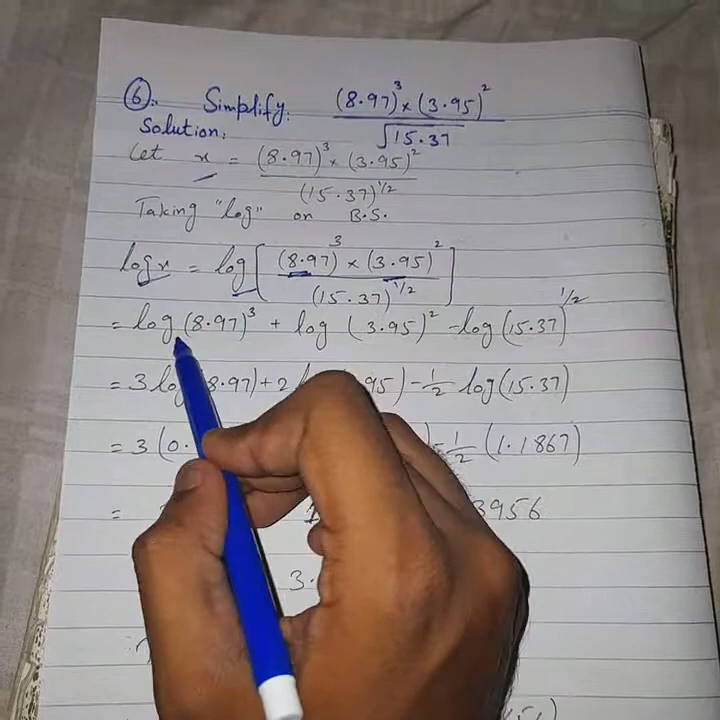 6. Simplify. (8.97)³ × (3.95)² / √15.37
Solution:
Let x = (8.97)³ × (3.95)² / (15.37)^1/2
Taking "log" on B.S.
log x = log [ (8.97)³ × (3.95)² / (15.37)^1/2 ]
= log (8.97)³ + log (3.95)² - log (15.37)^1/2
= 3 log (8.97) + 2 .95) - 1/2 log (15.37)
= 3 (0. ) - 1/2 (1.1867)
= 3956
3.